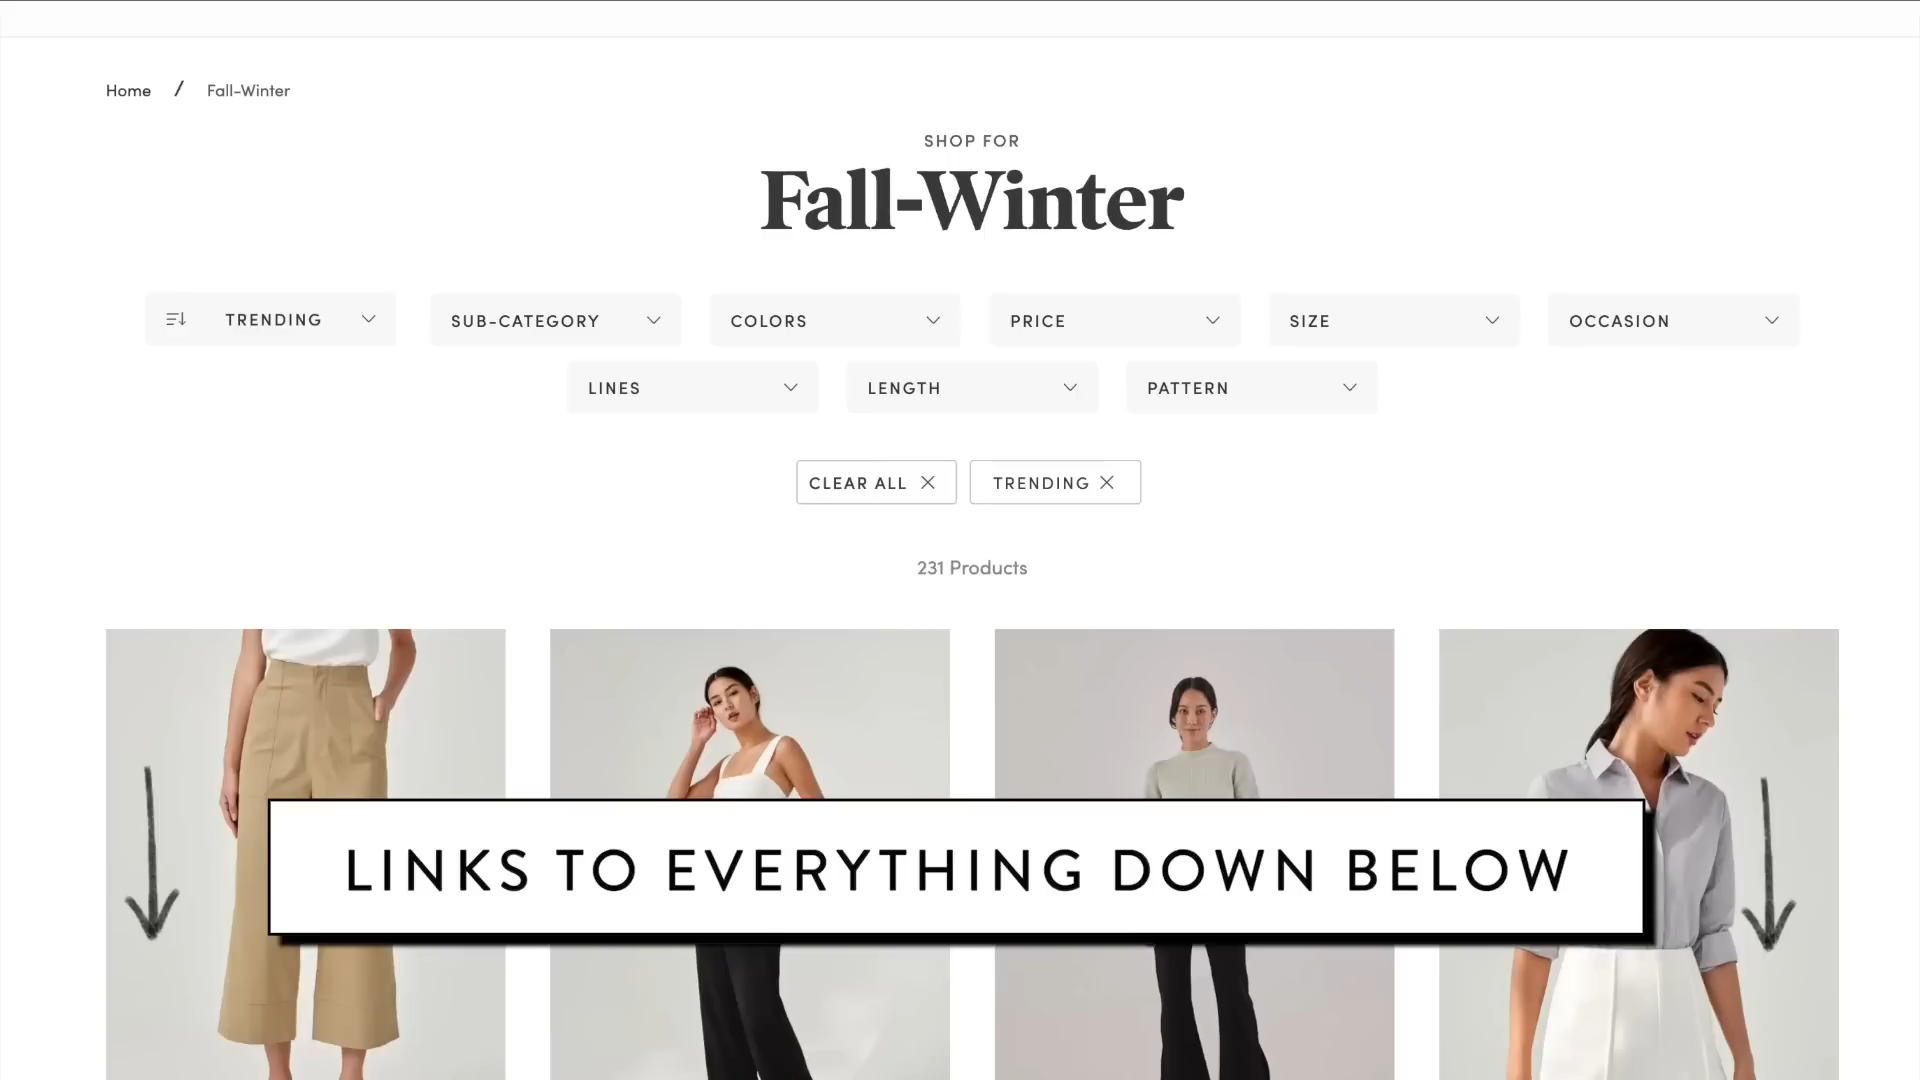 Home / Fall-Winter
SHOP FOR
Fall-Winter
TRENDING SUB-CATEGORY COLORS PRICE SIZE OCCASION
LINES LENGTH PATTERN
CLEAR ALL TRENDING
231 Products
LINKS TO EVERYTHING DOWN BELOW